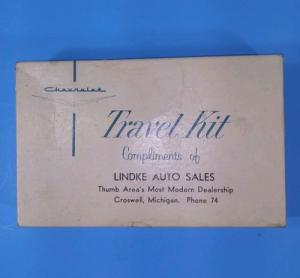 Chevrolet
Travel Kit
Compliments of
LINDKE AUTO SALES
Thumb Area's Most Modern Dealership
Croswell, Michigan. Phone 74